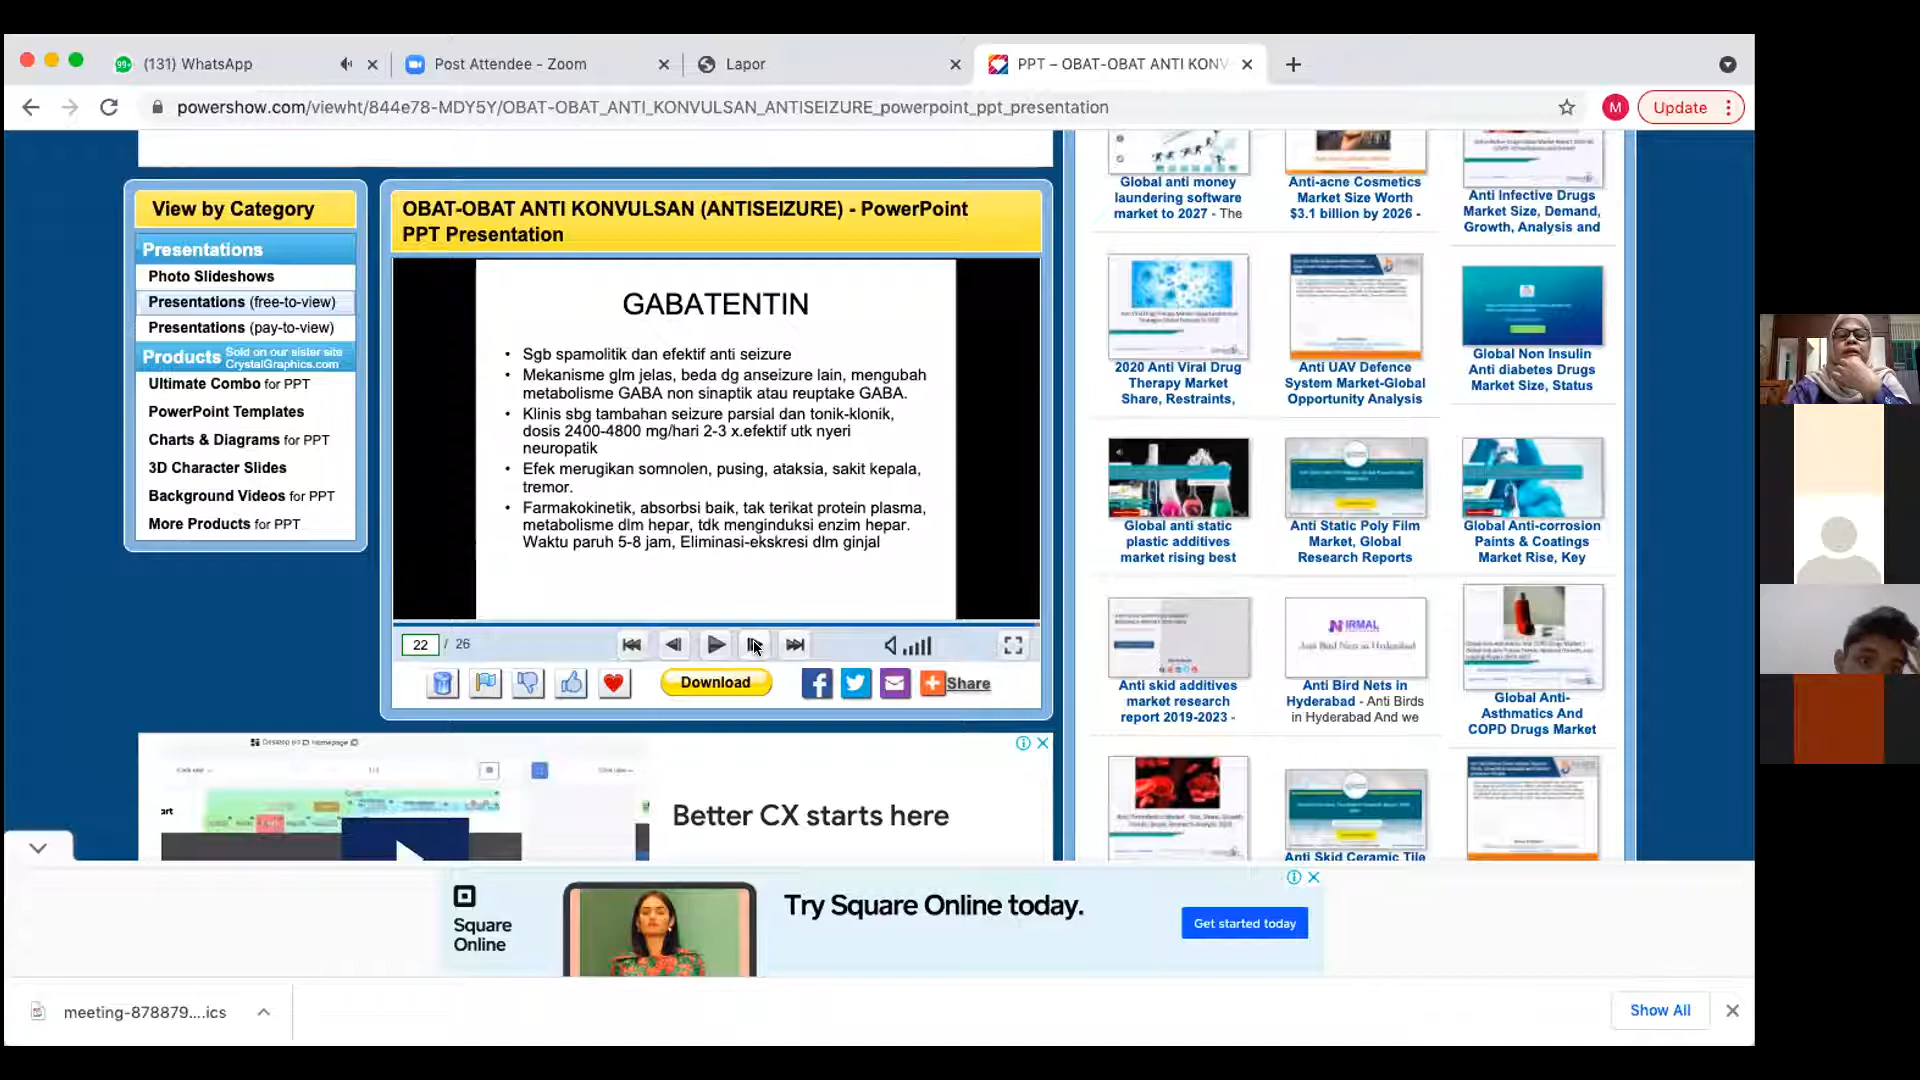 (131) WhatsApp
Post Attendee - Zoom
Lapor
PPT – OBAT-OBAT ANTI KONV
powershow.com/viewht/844e78-MDY5Y/OBAT-OBAT_ANTI_KONVULSAN_ANTISEIZURE_powerpoint_ppt_presentation
M
Update
View by Category
Presentations
Photo Slideshows
Presentations (free-to-view)
Presentations (pay-to-view)
Products Sold on our sister site
CrystalGraphics.com
Ultimate Combo for PPT
PowerPoint Templates
Charts & Diagrams for PPT
3D Character Slides
Background Videos for PPT
More Products for PPT
OBAT-OBAT ANTI KONVULSAN (ANTISEIZURE) - PowerPoint
PPT Presentation
GABATENTIN
• Sgb spamolitik dan efektif anti seizure
• Mekanisme glm jelas, beda dg anseizure lain, mengubah
metabolisme GABA non sinaptik atau reuptake GABA.
• Klinis sbg tambahan seizure parsial dan tonik-klonik,
dosis 2400-4800 mg/hari 2-3 x.efektif utk nyeri
neuropatik
• Efek merugikan somnolen, pusing, ataksia, sakit kepala,
tremor.
• Farmakokinetik, absorbsi baik, tak terikat protein plasma,
metabolisme dlm hepar, tdk menginduksi enzim hepar.
Waktu paruh 5-8 jam, Eliminasi-ekskresi dlm ginjal
22 / 26
Download
Share
Global anti money
laundering software
market to 2027 - The
Anti-acne Cosmetics
Market Size Worth
$3.1 billion by 2026 -
Anti Infective Drugs
Market Size, Demand,
Growth, Analysis and
2020 Anti Viral Drug
Therapy Market
Share, Restraints,
Anti UAV Defence
System Market-Global
Opportunity Analysis
Global Non Insulin
Anti diabetes Drugs
Market Size, Status
Global anti static
plastic additives
market rising best
Anti Static Poly Film
Market, Global
Research Reports
Global Anti-corrosion
Paints & Coatings
Market Rise, Key
NIRMAL
Anti Bird Nets in Hyderabad
Anti skid additives
market research
report 2019-2023 -
Anti Bird Nets in
Hyderabad - Anti Birds
in Hyderabad And we
Global Anti-
Asthmatics And
COPD Drugs Market
Anti Skid Ceramic Tile
Better CX starts here
Square
Online
Try Square Online today.
Get started today
meeting-878879....ics
Show All